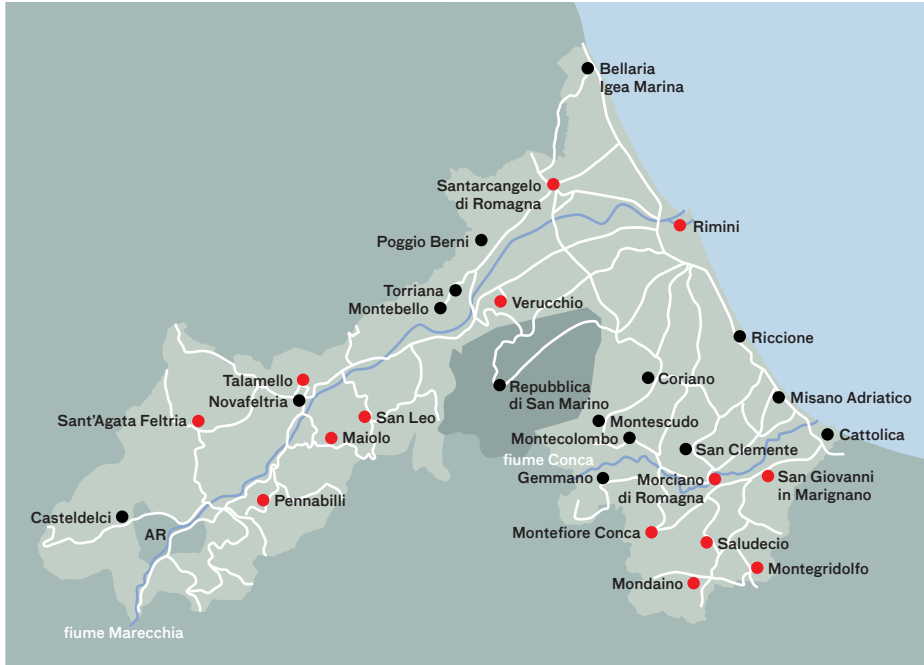 Bellaria
Igea Marina
Santarcangelo
di Romagna
Rimini
Poggio Berni
Torriana
Montebello
Verucchio
Riccione
Talamello
Novafeltria
Repubblica
di San Marino
Coriano
Misano Adriatico
Sant'Agata Feltria
San Leo
Maiolo
Montescudo
Montecolombo
Cattolica
San Clemente
fiume Conca
Gemmano
Morciano
di Romagna
San Giovanni
in Marignano
Pennabilli
Casteldelci
AR
Montefiore Conca
Saludecio
Montegridolfo
Mondaino
fiume Marecchia